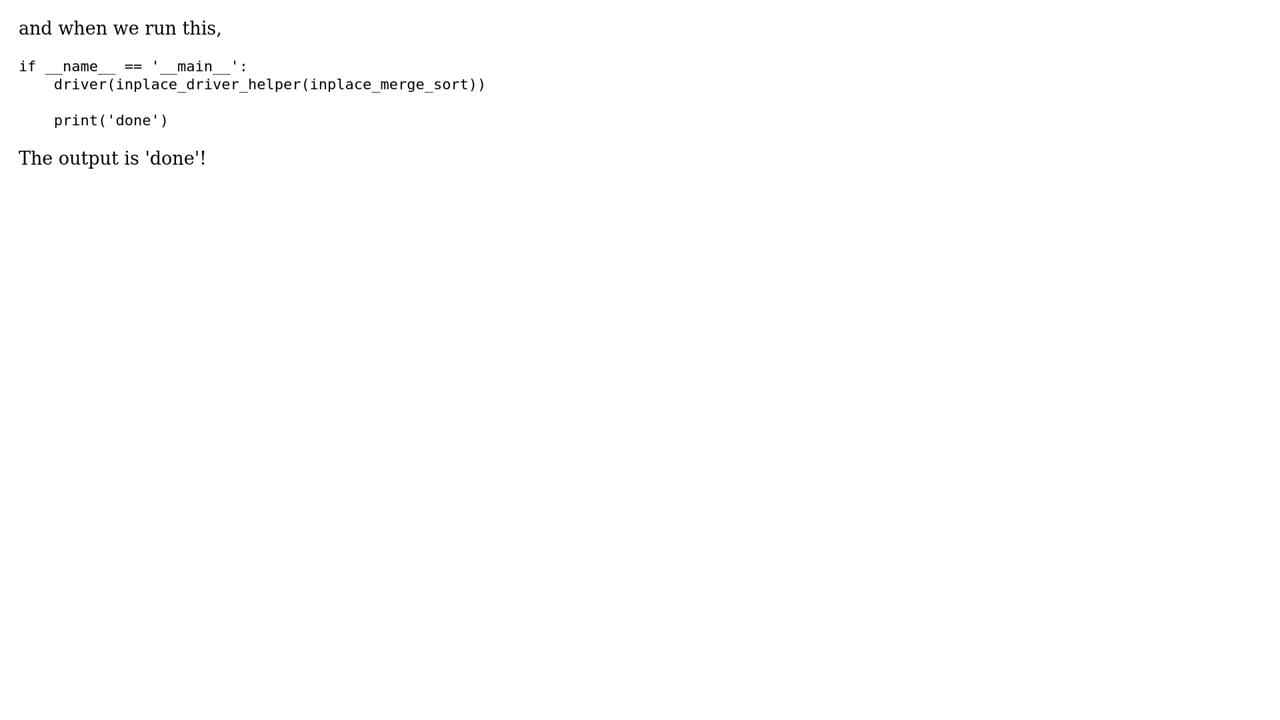 and when we run this,
if __name__ == '__main__':
    driver(inplace_driver_helper(inplace_merge_sort))
    print('done')
The output is 'done'!